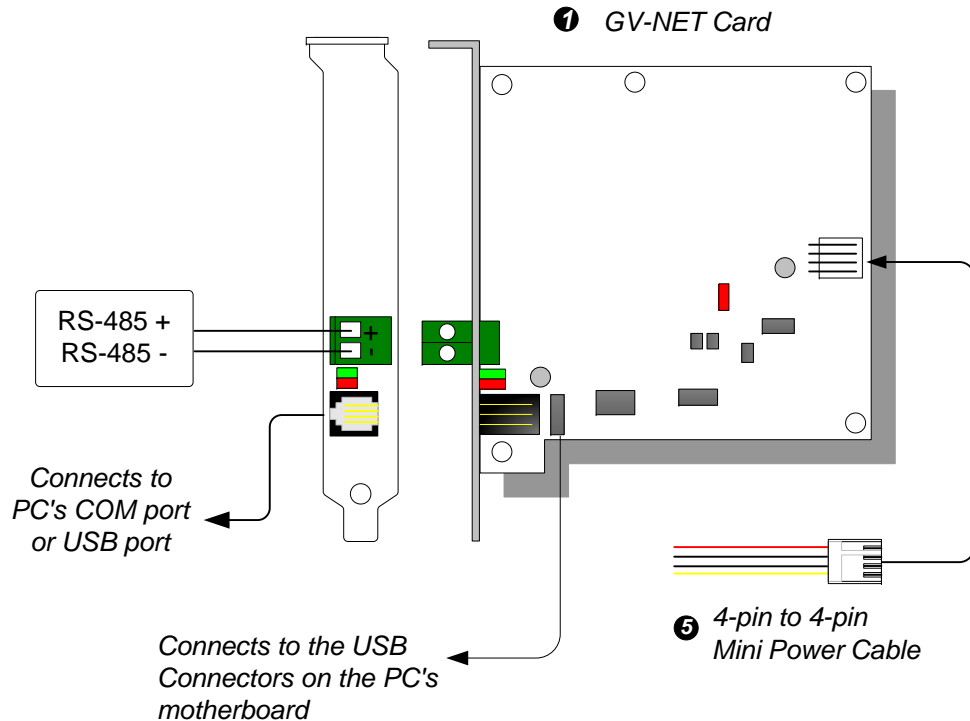 ❶ GV-NET Card
RS-485 +
RS-485 -
+
-
Connects to
PC's COM port
or USB port
❺ 4-pin to 4-pin
Mini Power Cable
Connects to the USB
Connectors on the PC's
motherboard